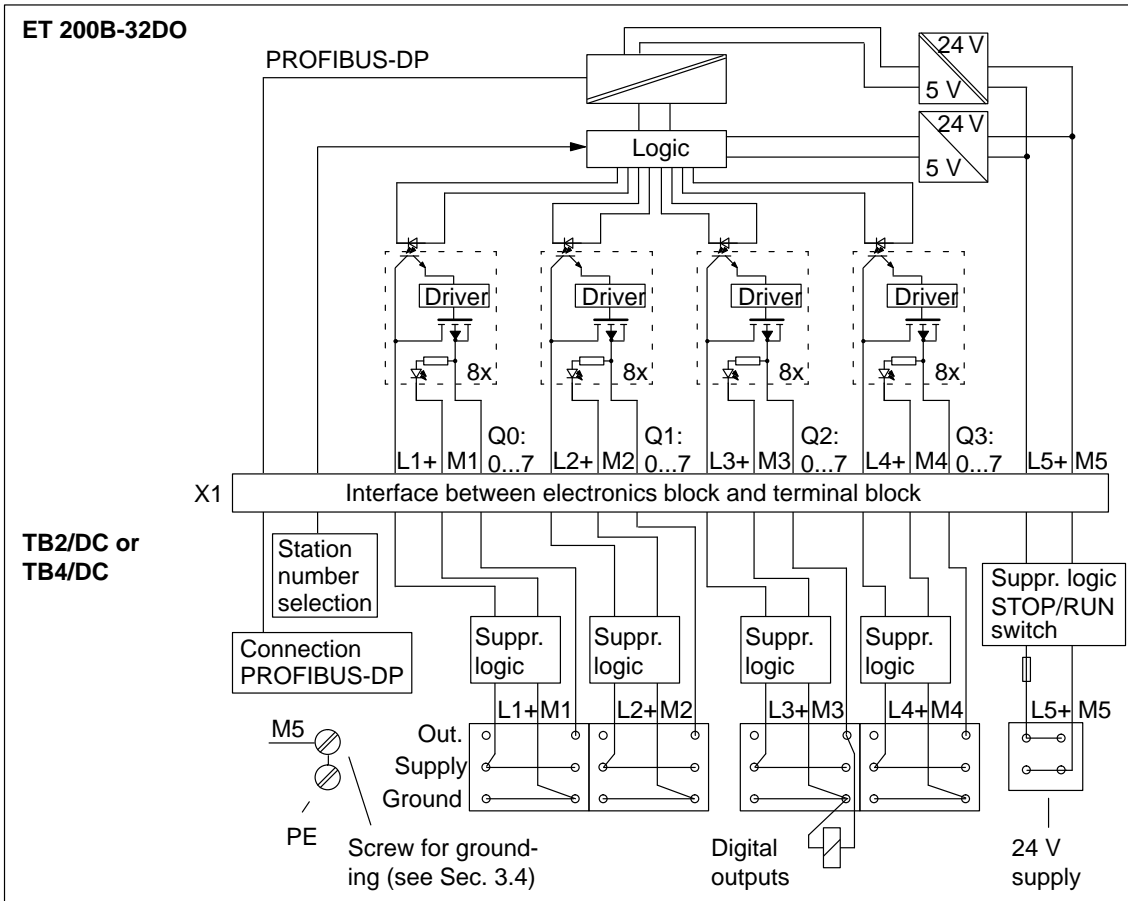 ET 200B-32DO
PROFIBUS-DP
24 V
5 V
24 V
5 V
Logic
Driver
Driver
Driver
Driver
8x
8x
8x
8x
L1+ M1 Q0: 0...7
L2+ M2 Q1: 0...7
L3+ M3 Q2: 0...7
L4+ M4 Q3: 0...7
L5+ M5
X1
Interface between electronics block and terminal block
TB2/DC or
TB4/DC
Station
number
selection
Connection
PROFIBUS-DP
Suppr.
logic
Suppr.
logic
Suppr.
logic
Suppr.
logic
Suppr. logic
STOP/RUN
switch
L1+ M1
L2+ M2
L3+ M3
L4+ M4
L5+ M5
M5
Out.
Supply
Ground
PE
Screw for ground-
ing (see Sec. 3.4)
Digital
outputs
24 V
supply